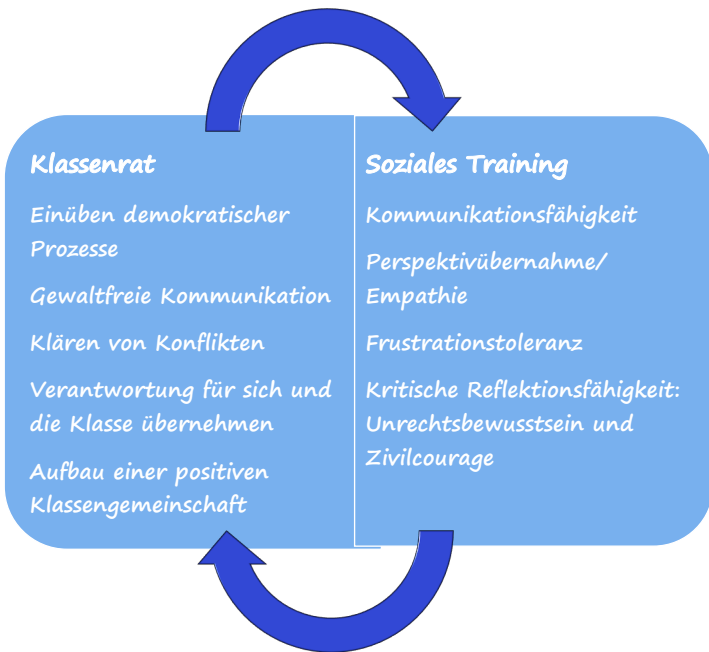 Klassenrat
Einüben demokratischer
Prozesse
Gewaltfreie Kommunikation
Klären von Konflikten
Verantwortung für sich und
die Klasse übernehmen
Aufbau einer positiven
Klassengemeinschaft
Soziales Training
Kommunikationsfähigkeit
Perspektivübernahme/
Empathie
Frustrationstoleranz
Kritische Reflektionsfähigkeit:
Unrechtsbewusstsein und
Zivilcourage